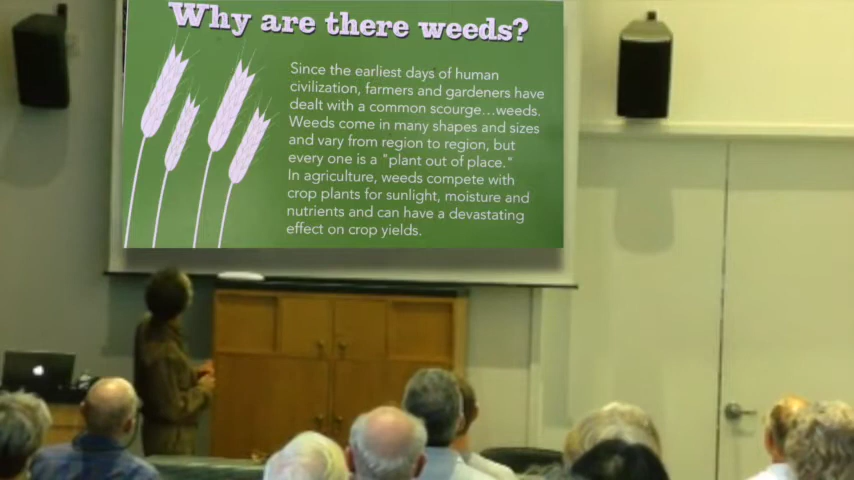 Why are there weeds?
Since the earliest days of human
civilization, farmers and gardeners have
dealt with a common scourge...weeds.
Weeds come in many shapes and sizes
and vary from region to region, but
every one is a "plant out of place."
In agriculture, weeds compete with
crop plants for sunlight, moisture and
nutrients and can have a devastating
effect on crop yields.